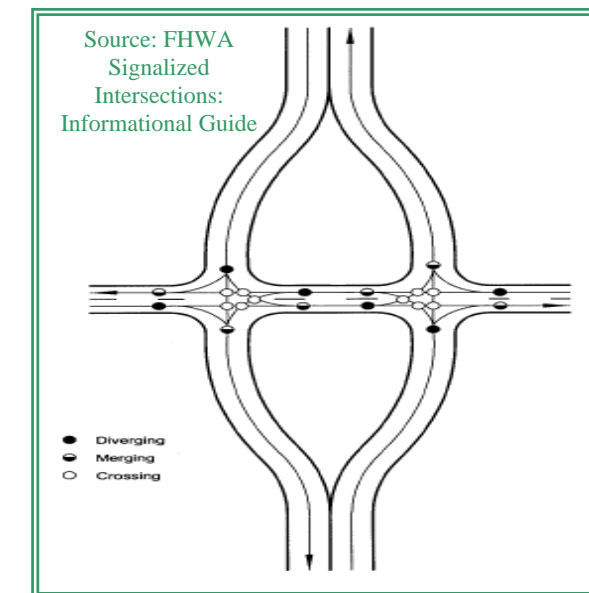 Source: FHWA
Signalized
Intersections:
Informational Guide
Diverging
Merging
Crossing